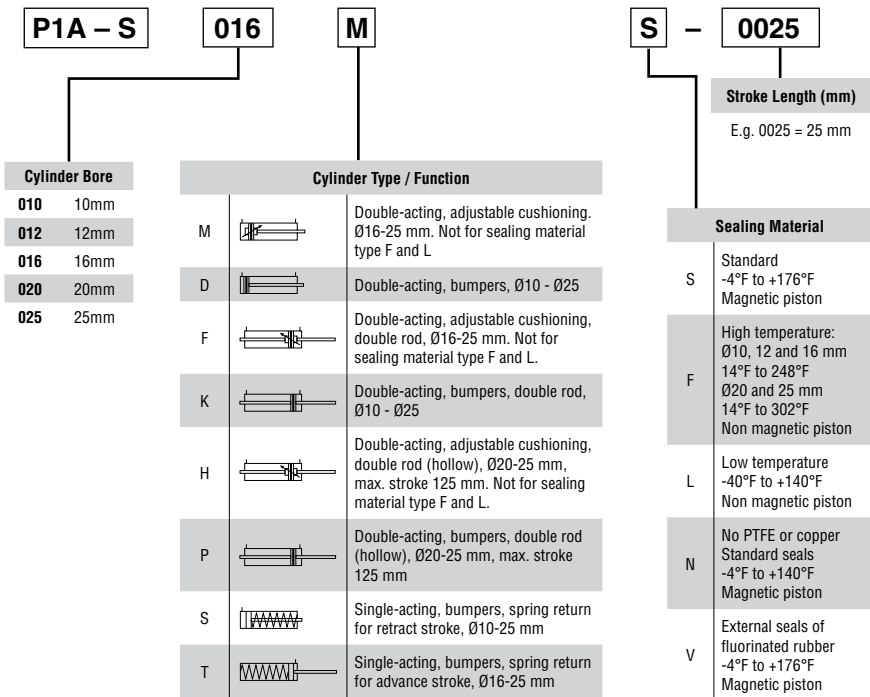 P1A – S 016 M S – 0025
Stroke Length (mm)
E.g. 0025 = 25 mm
Cylinder Bore
010 10mm
012 12mm
016 16mm
020 20mm
025 25mm
Cylinder Type / Function
M Double-acting, adjustable cushioning.
Ø16-25 mm. Not for sealing material
type F and L
D Double-acting, bumpers, Ø10 - Ø25
F Double-acting, adjustable cushioning,
double rod, Ø16-25 mm. Not for
sealing material type F and L.
K Double-acting, bumpers, double rod,
Ø10 - Ø25
H Double-acting, adjustable cushioning,
double rod (hollow), Ø20-25 mm,
max. stroke 125 mm. Not for sealing
material type F and L.
P Double-acting, bumpers, double rod
(hollow), Ø20-25 mm, max. stroke
125 mm
S Single-acting, bumpers, spring return
for retract stroke, Ø10-25 mm
T Single-acting, bumpers, spring return
for advance stroke, Ø16-25 mm
Sealing Material
S Standard
-4°F to +176°F
Magnetic piston
F High temperature:
Ø10, 12 and 16 mm
14°F to 248°F
Ø20 and 25 mm
14°F to 302°F
Non magnetic piston
L Low temperature
-40°F to +140°F
Non magnetic piston
N No PTFE or copper
Standard seals
-4°F to +140°F
Magnetic piston
V External seals of
fluorinated rubber
-4°F to +176°F
Magnetic piston